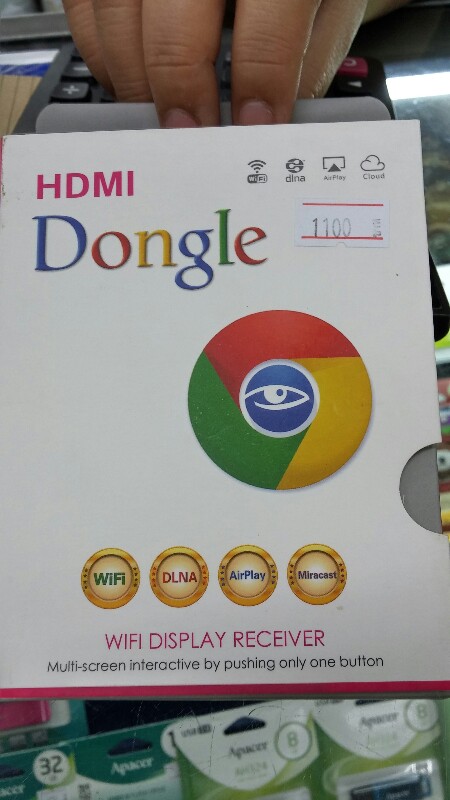 HDMI
Dongle
WiFi
dlna
AirPlay
Cloud
1100
WiFi
DLNA
AirPlay
Miracast
WIFI DISPLAY RECEIVER
Multi-screen interactive by pushing only one button
32
Apacer
Apacer
8
8
Apacer